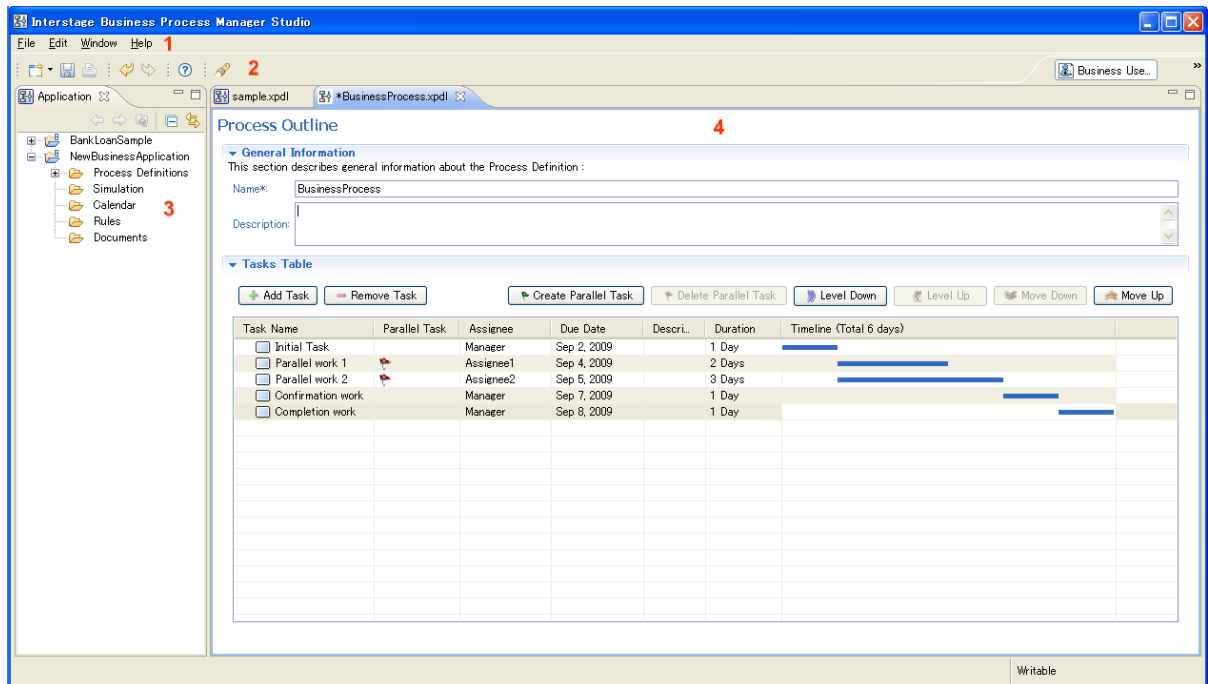 Interstage Business Process Manager Studio
File Edit Window Help 1
2 Business Use... »
Application sample.xpdl *BusinessProcess.xpdl
Process Outline 4
BankLoanSample
NewBusinessApplication
Process Definitions
Simulation
Calendar 3
Rules
Documents
General Information
This section describes general information about the Process Definition :
Name*: BusinessProcess
Description:
Tasks Table
Add Task Remove Task Create Parallel Task Delete Parallel Task Level Down Level Up Move Down Move Up
Task Name Parallel Task Assignee Due Date Descri... Duration Timeline (Total 6 days)
Initial Task Manager Sep 2, 2009 1 Day
Parallel work 1 Assignee1 Sep 4, 2009 2 Days
Parallel work 2 Assignee2 Sep 5, 2009 3 Days
Confirmation work Manager Sep 7, 2009 1 Day
Completion work Manager Sep 8, 2009 1 Day
Writable